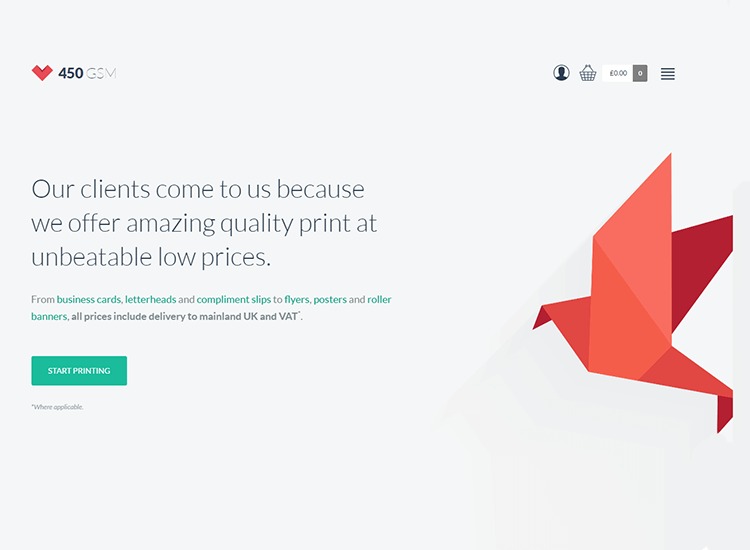 450 GSM
£0.00 0
Our clients come to us because
we offer amazing quality print at
unbeatable low prices.
From business cards, letterheads and compliment slips to flyers, posters and roller
banners, all prices include delivery to mainland UK and VAT*.
START PRINTING
*Where applicable.